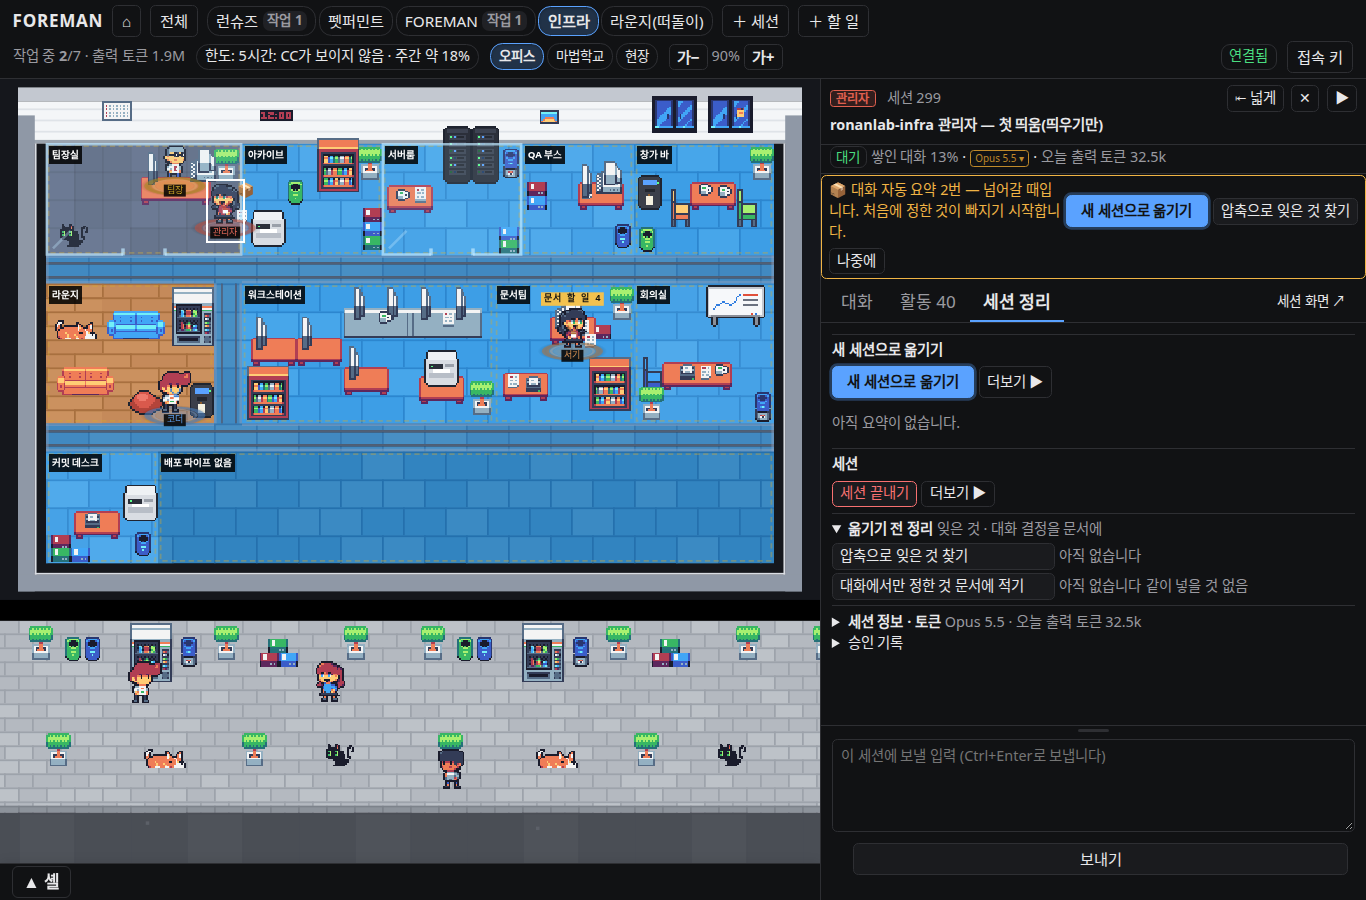 FOREMAN ⌂ 전체 런슈즈 작업 1 펫퍼민트 FOREMAN 작업 1 인프라 라운지(떠돌이) ＋ 세션 ＋ 할 일
작업 중 2/7 · 출력 토큰 1.9M 한도: 5시간: CC가 보이지 않음 · 주간 약 18% 오피스 마법학교 현장 가− 90% 가+ 연결됨 접속 키
관리자 세션 299 ⇤ 넓게 ✕ ▶
ronanlab-infra 관리자 — 첫 띄움(띄우기만)
대기 쌓인 대화 13% · Opus 5.5 ▾ · 오늘 출력 토큰 32.5k
📦 대화 자동 요약 2번 — 넘어갈 때입
니다. 처음에 정한 것이 빠지기 시작합니
다.
새 세션으로 옮기기 압축으로 잊은 것 찾기
나중에
대화 활동 40 세션 정리 세션 화면 ↗
새 세션으로 옮기기
새 세션으로 옮기기 더보기 ▶
아직 요약이 없습니다.
세션
세션 끝내기 더보기 ▶
▼ 옮기기 전 정리 잊은 것 · 대화 결정을 문서에
압축으로 잊은 것 찾기 아직 없습니다
대화에서만 정한 것 문서에 적기 아직 없습니다 같이 넣을 것 없음
▶ 세션 정보 · 토큰 Opus 5.5 · 오늘 출력 토큰 32.5k
▶ 승인 기록
이 세션에 보낼 입력 (Ctrl+Enter로 보냅니다)
보내기
12:00
팀장실 아카이브 서버룸 QA 부스 창가 바
팀장
관리자
라운지 워크스테이션 문서팀 회의실
문서 할 일 4
서기
코더
커밋 데스크 배포 파이프 없음
▲ 셸